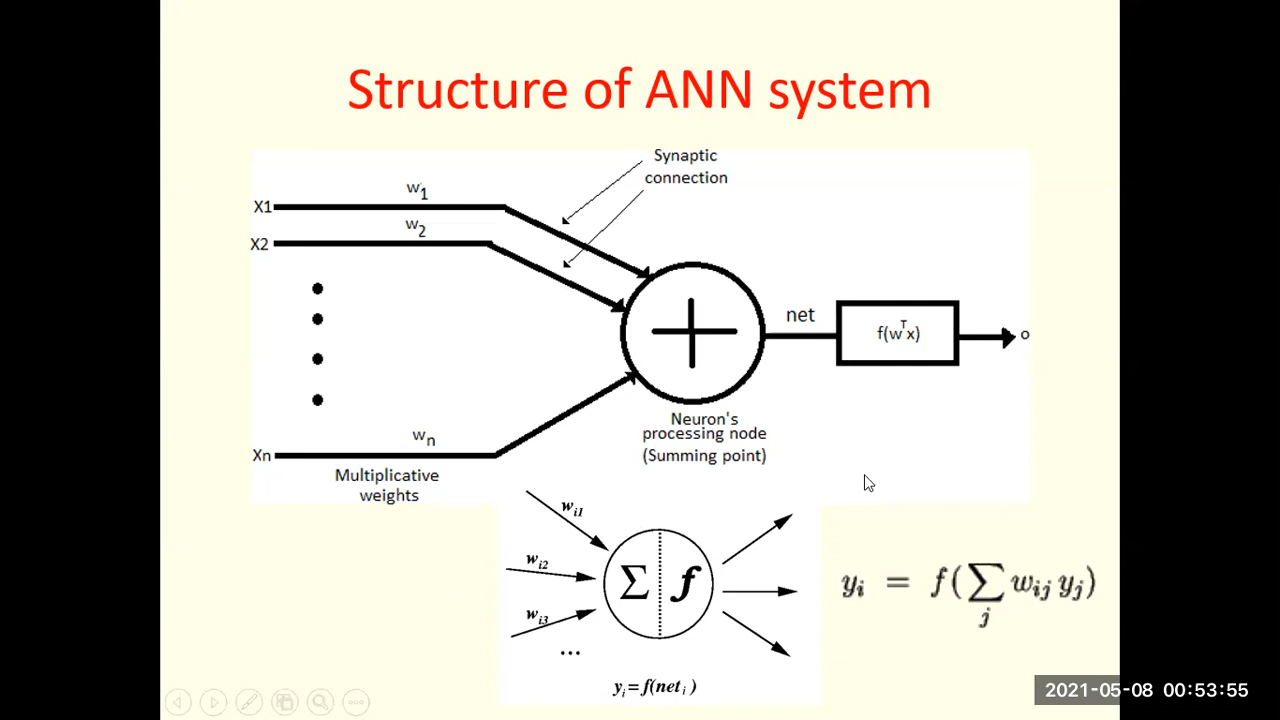 Structure of ANN system
Synaptic
connection
X1
w1
X2
w2
net
f(wᵀx)
o
Neuron's
processing node
(Summing point)
Xn
wn
Multiplicative
weights
wi1
wi2
wi3
...
Σ f
yi = f(net i )
yi = f(∑j wij yj)
2021-05-08 00:53:55